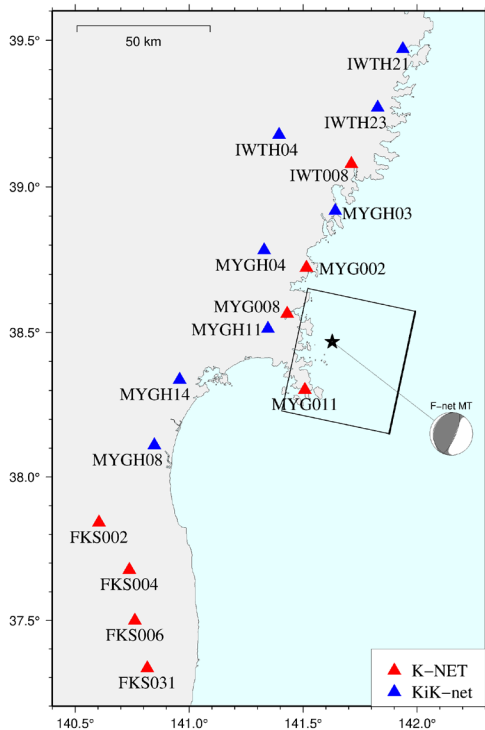 39.5°
50 km
IWTH21
IWTH23
IWTH04
IWT008
39.0°
MYGH03
MYGH04
MYG002
MYG008
38.5°
MYGH11
MYGH14
MYG011
F−net MT
MYGH08
38.0°
FKS002
FKS004
37.5°
FKS006
FKS031
K−NET
KiK−net
140.5° 141.0° 141.5° 142.0°